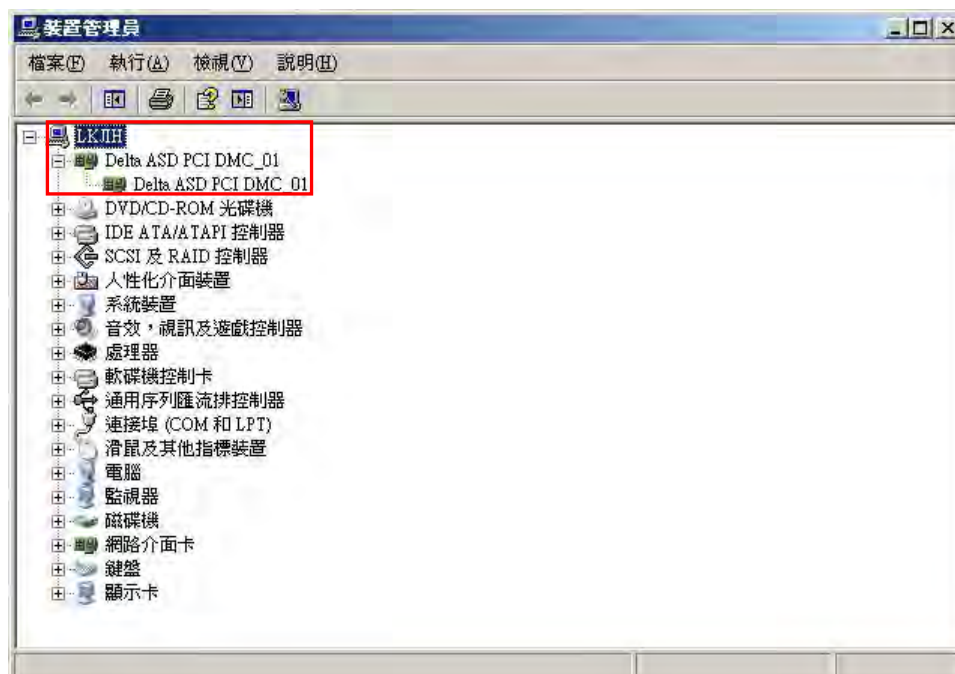 裝置管理員
檔案(F) 執行(A) 檢視(V) 說明(H)
LKJIH
Delta ASD PCI DMC_01
Delta ASD PCI DMC_01
DVD/CD-ROM 光碟機
IDE ATA/ATAPI 控制器
SCSI 及 RAID 控制器
人性化介面裝置
系統裝置
音效，視訊及遊戲控制器
處理器
軟碟機控制卡
通用序列匯流排控制器
連接埠 (COM 和 LPT)
滑鼠及其他指標裝置
電腦
監視器
磁碟機
網路介面卡
鍵盤
顯示卡